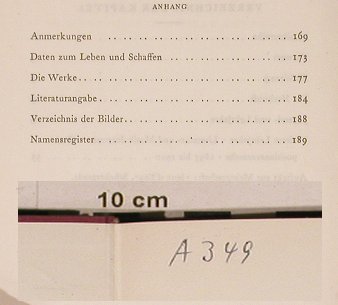 ANHANG
Anmerkungen .. .. .. .. .. .. .. .. .. .. 169
Daten zum Leben und Schaffen .. .. .. .. .. .. 173
Die Werke .. .. .. .. .. .. .. .. .. .. .. 177
Literaturangabe .. .. .. .. .. .. .. .. .. .. 184
Verzeichnis der Bilder .. .. .. .. .. .. .. .. 188
Namensregister .. .. .. .. .. .. .. .. .. .. 189
10 cm
A 349